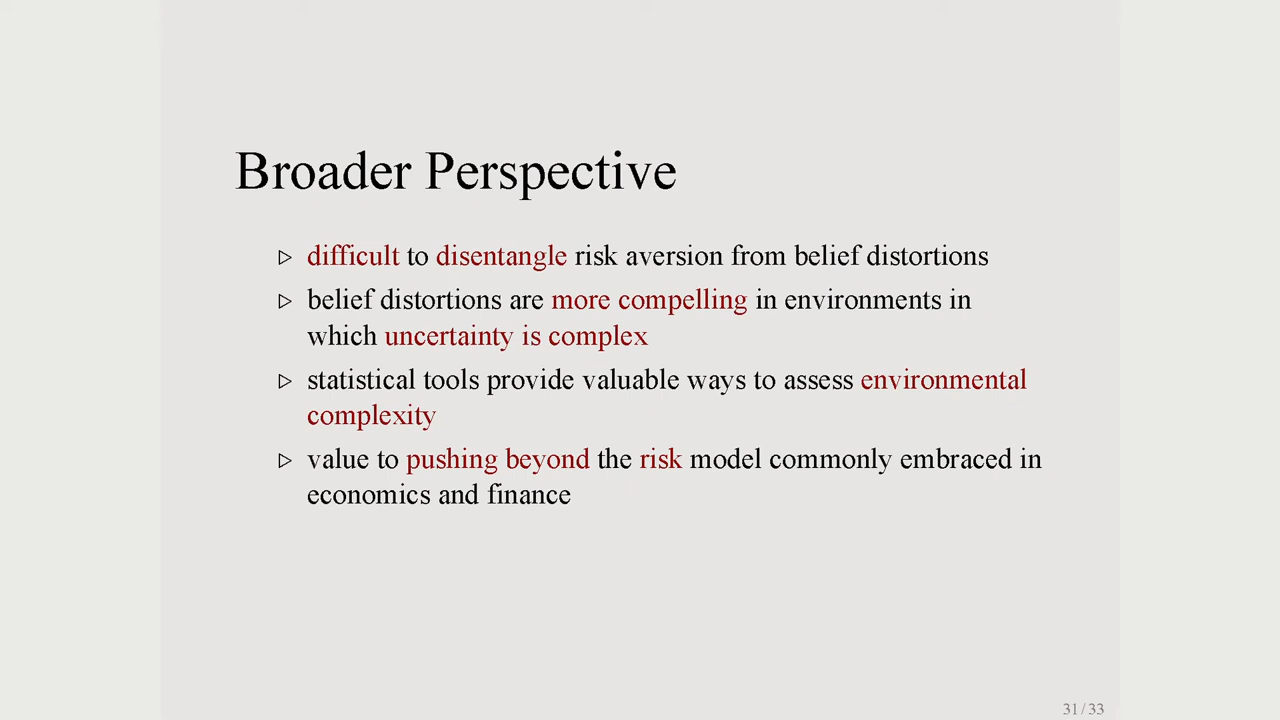 Broader Perspective
▷ difficult to disentangle risk aversion from belief distortions
▷ belief distortions are more compelling in environments in
which uncertainty is complex
▷ statistical tools provide valuable ways to assess environmental
complexity
▷ value to pushing beyond the risk model commonly embraced in
economics and finance
31/33